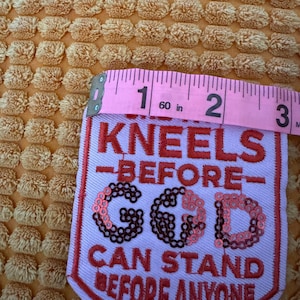 1 60 in 2 3
KNEELS
BEFORE
GOD
CAN STAND
BEFORE ANYONE